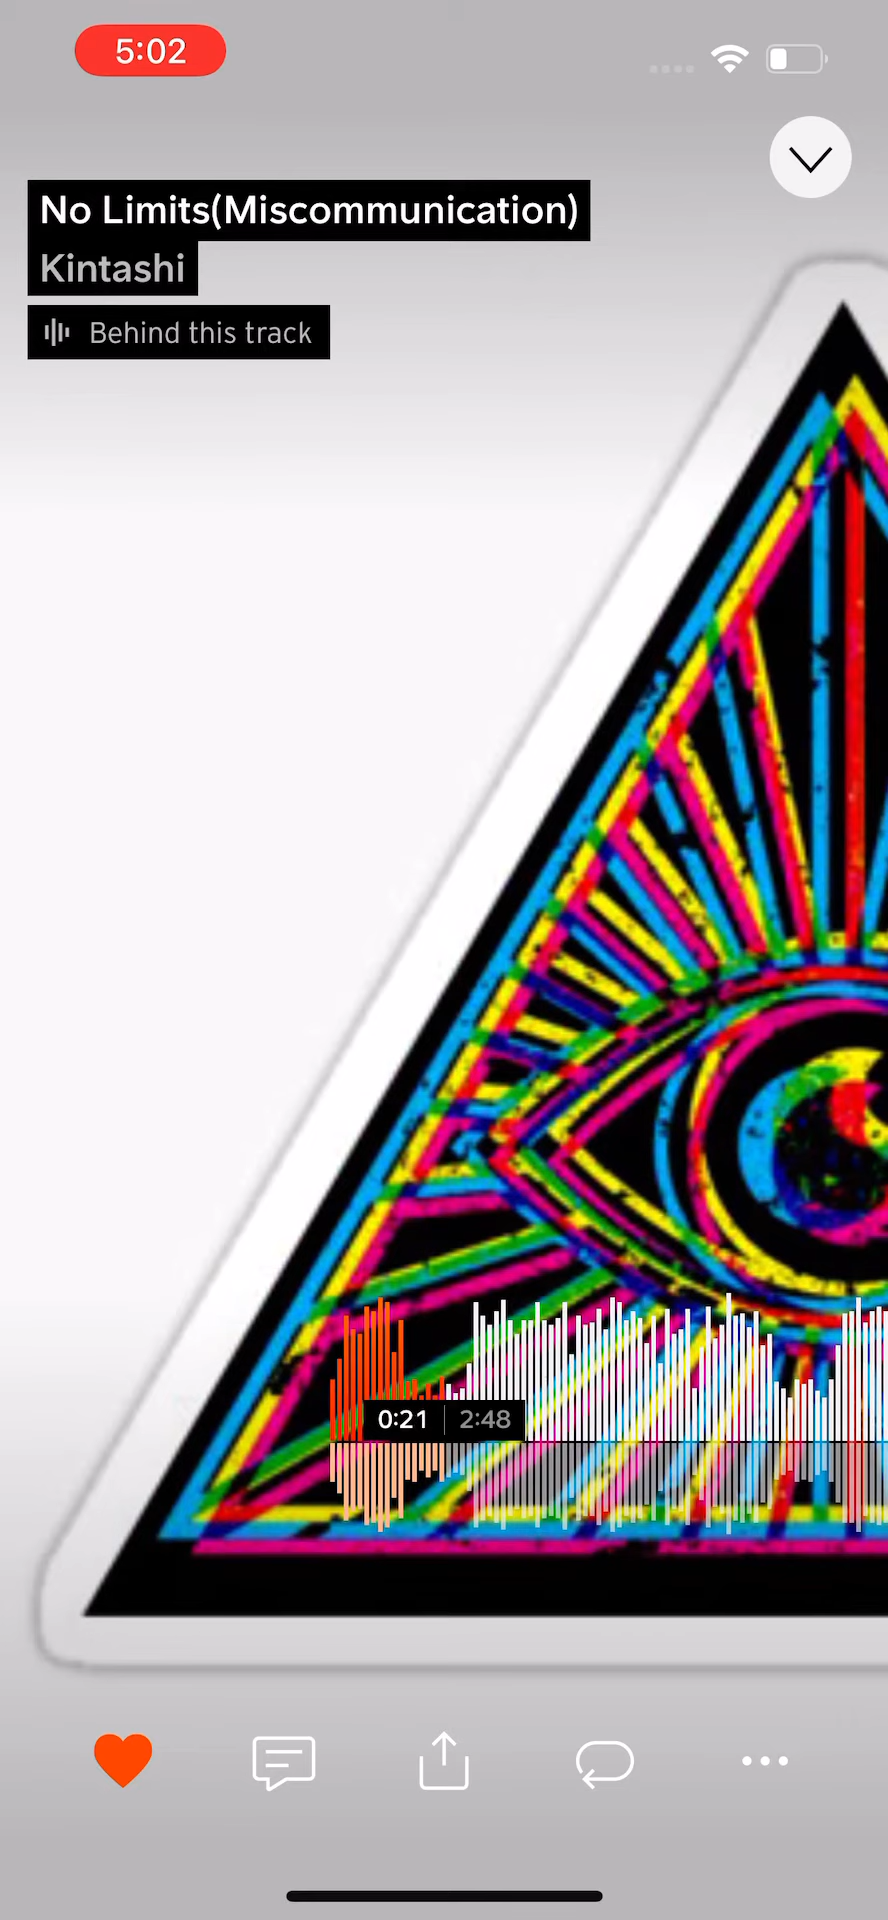 5:02
No Limits(Miscommunication)
Kintashi
Behind this track
0:21 2:48